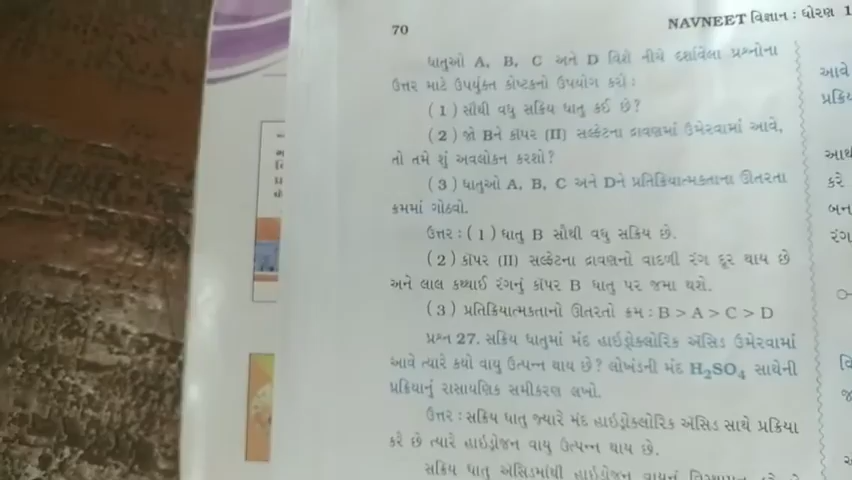 70
NAVNEET વિજ્ઞાન : ધોરણ 1
ધાતુઓ A, B, C અને D વિશે નીચે દર્શાવેલા પ્રશ્નોના
ઉત્તર માટે ઉપર્યુક્ત કોષ્ટકનો ઉપયોગ કરો :
(1) સૌથી વધુ સક્રિય ધાતુ કઈ છે?
(2) જો Bને કૉપર (II) સલ્ફેટના દ્રાવણમાં ઉમેરવામાં આવે,
તો તમે શું અવલોકન કરશો?
(3) ધાતુઓ A, B, C અને Dને પ્રતિક્રિયાત્મકતાના ઊતરતા
ક્રમમાં ગોઠવો.
ઉત્તર : (1) ધાતુ B સૌથી વધુ સક્રિય છે.
(2) કૉપર (II) સલ્ફેટના દ્રાવણનો વાદળી રંગ દૂર થાય છે
અને લાલ કથ્થાઈ રંગનું કૉપર B ધાતુ પર જમા થશે.
(3) પ્રતિક્રિયાત્મકતાનો ઊતરતો ક્રમ : B > A > C > D
પ્રશ્ન 27. સક્રિય ધાતુમાં મંદ હાઇડ્રોક્લોરિક ઍસિડ ઉમેરવામાં
આવે ત્યારે કયો વાયુ ઉત્પન્ન થાય છે? લોખંડની મંદ H₂SO₄ સાથેની
પ્રક્રિયાનું રાસાયણિક સમીકરણ લખો.
ઉત્તર : સક્રિય ધાતુ જ્યારે મંદ હાઇડ્રોક્લોરિક ઍસિડ સાથે પ્રક્રિયા
કરે છે ત્યારે હાઇડ્રોજન વાયુ ઉત્પન્ન થાય છે.
સક્રિય ધાતુ ઍસિડમાંથી હાઇડ્રોજન વાયુનું
આવે
પ્રક્રિય
આથ
કરે
બન
રંગ